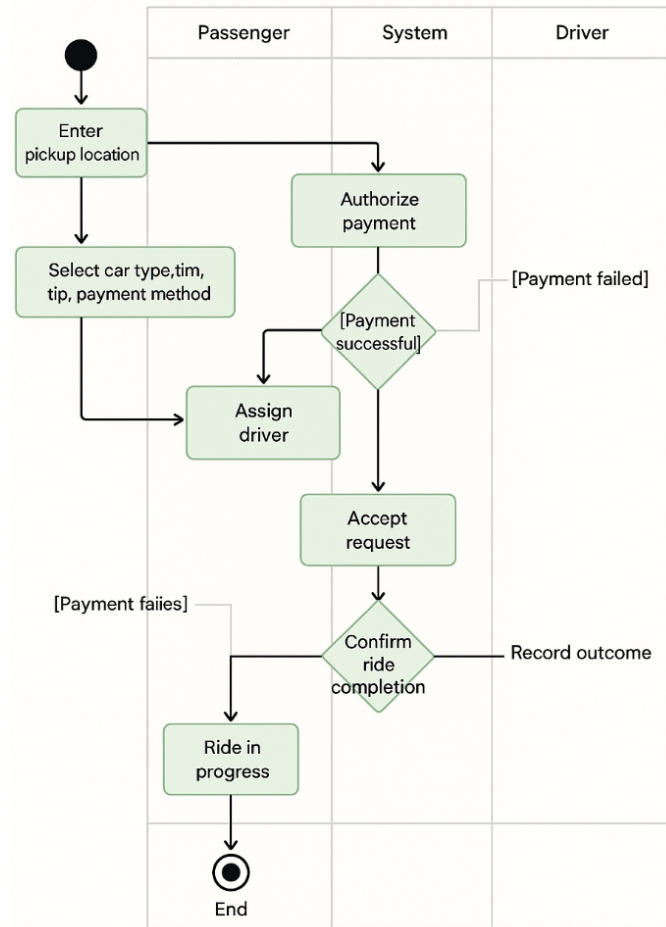 Passenger
System
Driver
Enter
pickup location
Authorize
payment
Select car type,tim,
tip, payment method
[Payment failed]
[Payment
successful]
Assign
driver
Accept
request
[Payment faiies]
Confirm
ride
completion
Record outcome
Ride in
progress
End